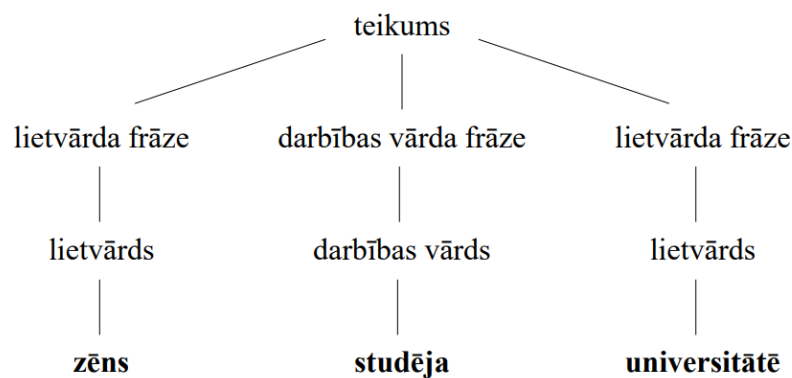 teikums
lietvārda frāze darbības vārda frāze lietvārda frāze
lietvārds darbības vārds lietvārds
zēns studēja universitātē